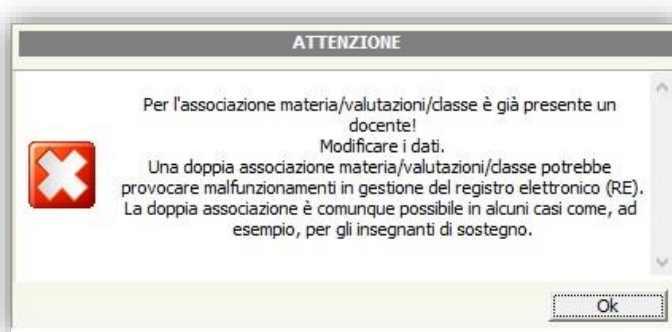 ATTENZIONE
Per l'associazione materia/valutazioni/classe è già presente un
docente!
Modificare i dati.
Una doppia associazione materia/valutazioni/classe potrebbe
provocare malfunzionamenti in gestione del registro elettronico (RE).
La doppia associazione è comunque possibile in alcuni casi come, ad
esempio, per gli insegnanti di sostegno.
Ok